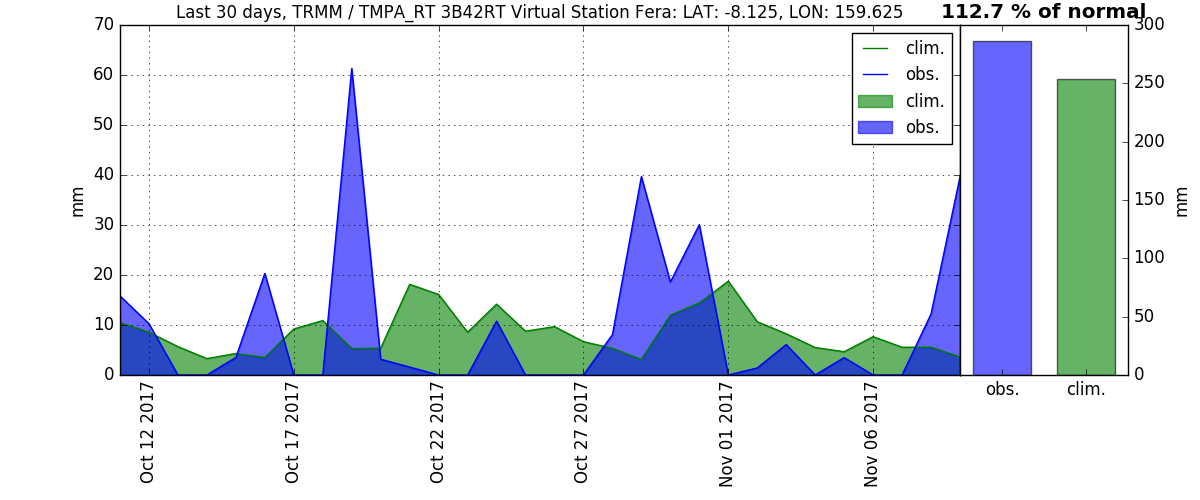 Last 30 days, TRMM / TMPA_RT 3B42RT Virtual Station Fera: LAT: -8.125, LON: 159.625
112.7 % of normal
70
60
50
40
30
20
10
0
mm
clim.
obs.
clim.
obs.
300
250
200
150
100
50
0
mm
obs.
clim.
Oct 12 2017
Oct 17 2017
Oct 22 2017
Oct 27 2017
Nov 01 2017
Nov 06 2017